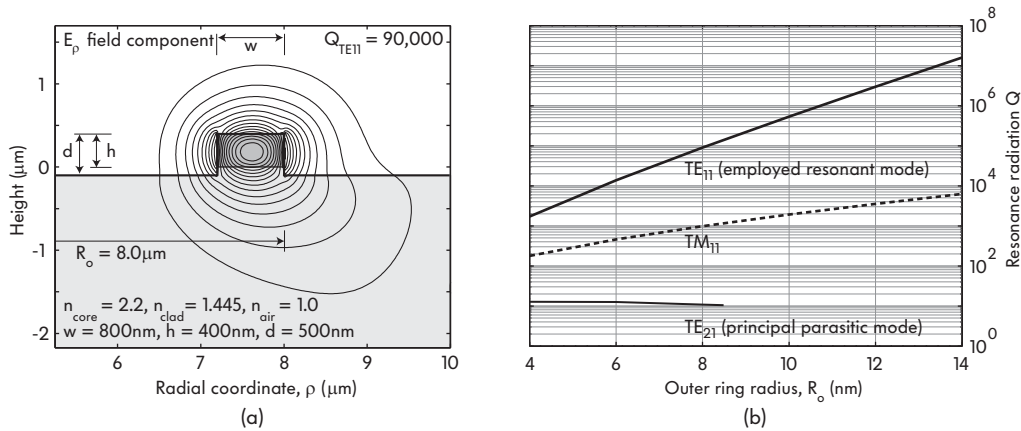 E_ρ field component
w
Q_TE11 = 90,000
1
0
-1
-2
d
h
Height (μm)
R_o = 8.0μm
n_core = 2.2, n_clad = 1.445, n_air = 1.0
w = 800nm, h = 400nm, d = 500nm
6
7
8
9
10
Radial coordinate, ρ (μm)
(a)
10^8
10^6
10^4
10^2
10^0
Resonance radiation Q
TE_11 (employed resonant mode)
TM_11
TE_21 (principal parasitic mode)
4
6
8
10
12
14
Outer ring radius, R_o (nm)
(b)